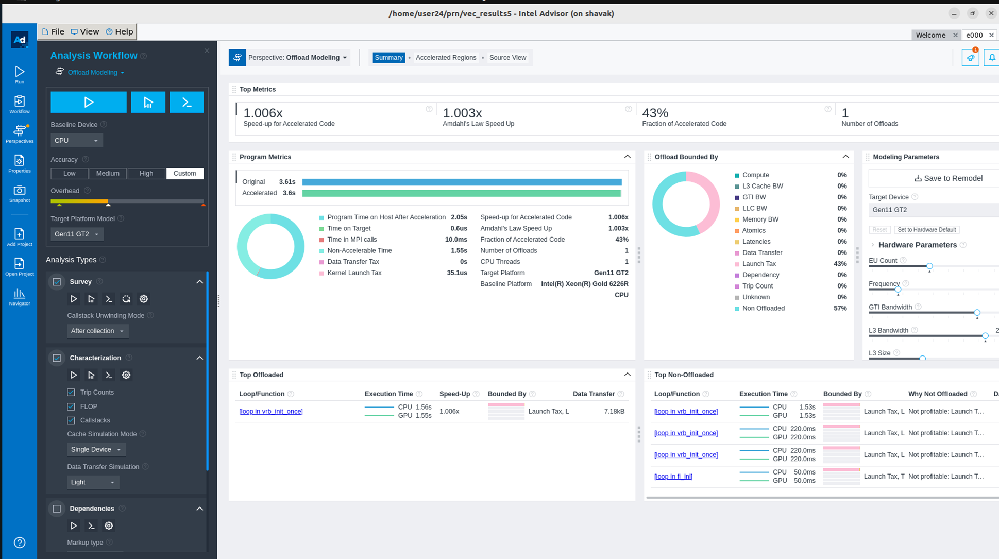 /home/user24/prn/vec_results5 - Intel Advisor (on shavak)
File View Help
Welcome e000
Ad
Run
Workflow
Perspectives
Properties
Snapshot
Add Project
Open Project
Navigator
Analysis Workflow
Offload Modeling
Baseline Device
CPU
Accuracy
Low Medium High Custom
Overhead
Target Platform Model
Gen11 GT2
Analysis Types
Survey
Callstack Unwinding Mode
After collection
Characterization
Trip Counts
FLOP
Callstacks
Cache Simulation Mode
Single Device
Data Transfer Simulation
Light
Dependencies
Markup type
Perspective: Offload Modeling
Summary • Accelerated Regions • Source View
1
Top Metrics
1.006x
Speed-up for Accelerated Code
1.003x
Amdahl's Law Speed Up
43%
Fraction of Accelerated Code
1
Number of Offloads
Program Metrics
Original 3.61s
Accelerated 3.6s
Program Time on Host After Acceleration 2.05s
Time on Target 0.6us
Time in MPI calls 10.0ms
Non-Accelerable Time 1.55s
Data Transfer Tax 0s
Kernel Launch Tax 35.1us
Speed-up for Accelerated Code 1.006x
Amdahl's Law Speed Up 1.003x
Fraction of Accelerated Code 43%
Number of Offloads 1
CPU Threads 1
Target Platform Gen11 GT2
Baseline Platform Intel(R) Xeon(R) Gold 6226R
CPU
Offload Bounded By
Compute 0%
L3 Cache BW 0%
GTI BW 0%
LLC BW 0%
Memory BW 0%
Atomics 0%
Latencies 0%
Data Transfer 0%
Launch Tax 43%
Dependency 0%
Trip Count 0%
Unknown 0%
Non Offloaded 57%
Modeling Parameters
Save to Remodel
Target Device
Gen11 GT2
Reset Set to Hardware Default
Hardware Parameters
EU Count
Frequency
GTI Bandwidth
L3 Bandwidth 2
L3 Size
Top Offloaded
Loop/Function Execution Time Speed-Up Bounded By Data Transfer
[loop in vrb_init_once] CPU 1.56s 1.006x Launch Tax, L 7.18kB
GPU 1.55s
Top Non-Offloaded
Loop/Function Execution Time Bounded By Why Not Offloaded
[loop in vrb_init_once] CPU 1.53s Launch Tax, L Not profitable: Launch T...
GPU 1.53s
[loop in vrb_init_once] CPU 220.0ms Launch Tax, L Not profitable: Launch T...
GPU 220.0ms
[loop in vrb_init_once] CPU 220.0ms Launch Tax, L Not profitable: Launch T...
GPU 220.0ms
[loop in fi_ini] CPU 50.0ms Launch Tax, T Not profitable: Launch T...
GPU 50.0ms